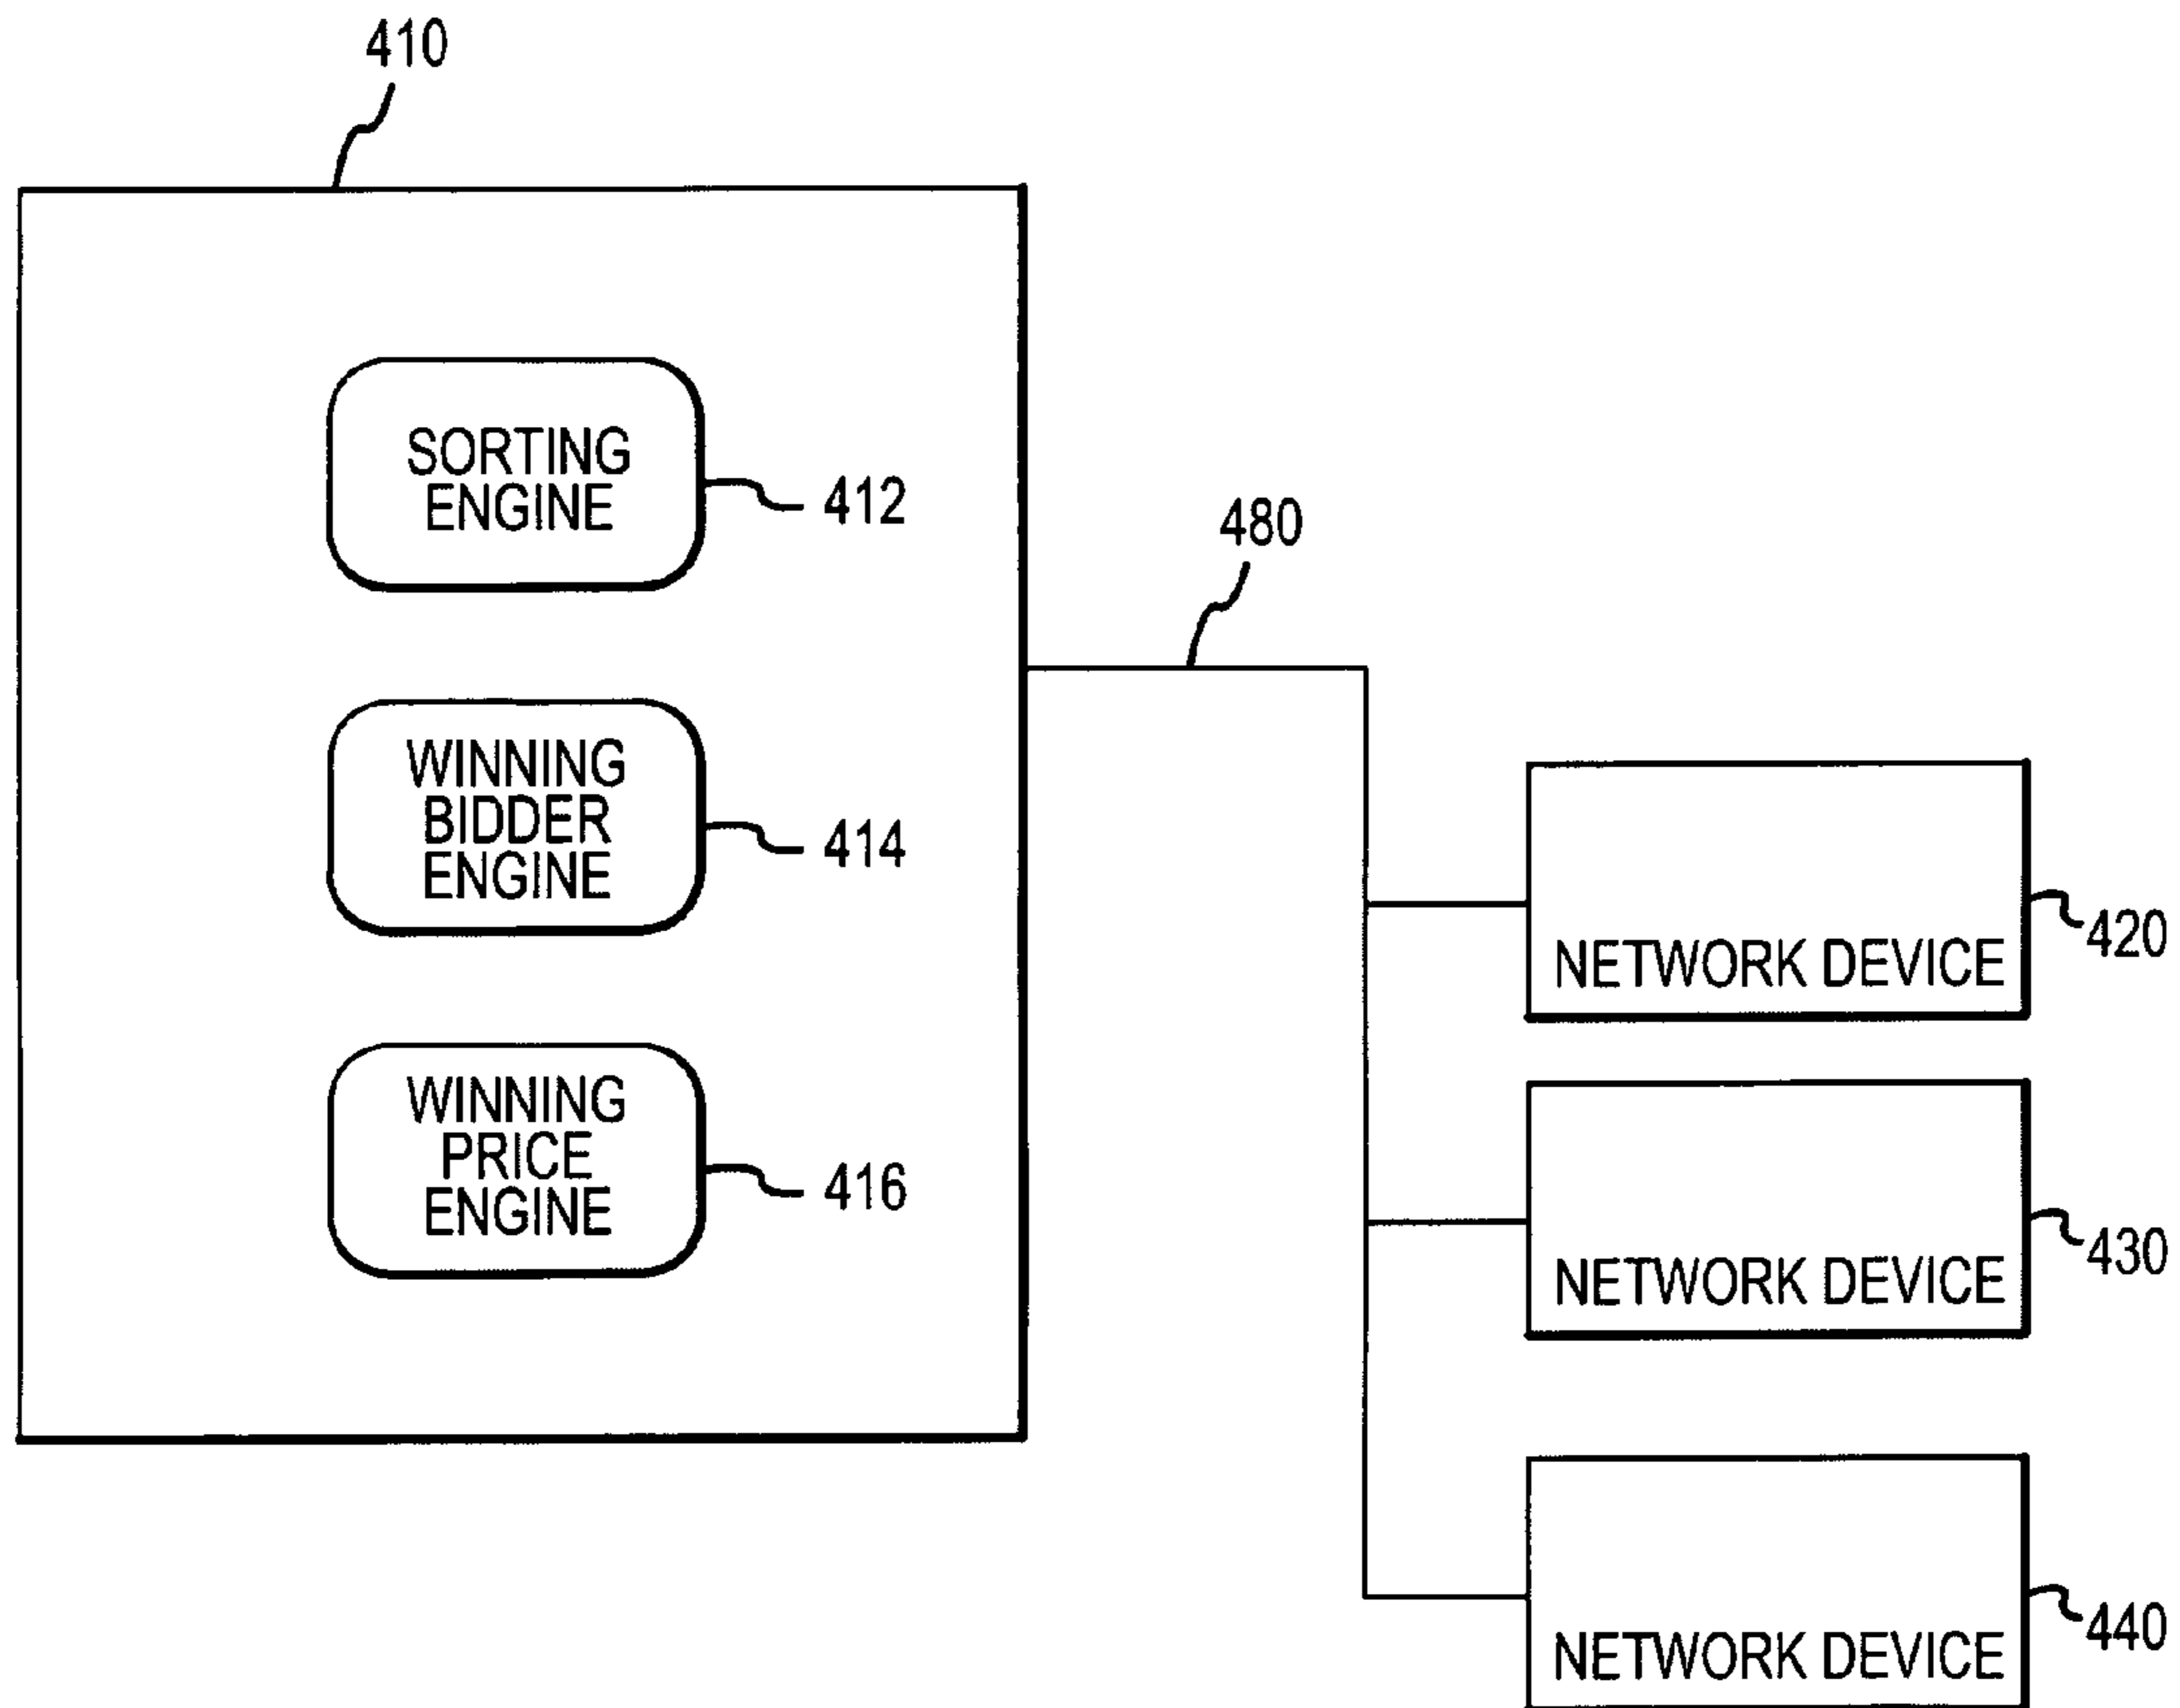 410
SORTING
ENGINE
412
480
WINNING
BIDDER
ENGINE
414
NETWORK DEVICE
420
WINNING
PRICE
ENGINE
416
NETWORK DEVICE
430
NETWORK DEVICE
440